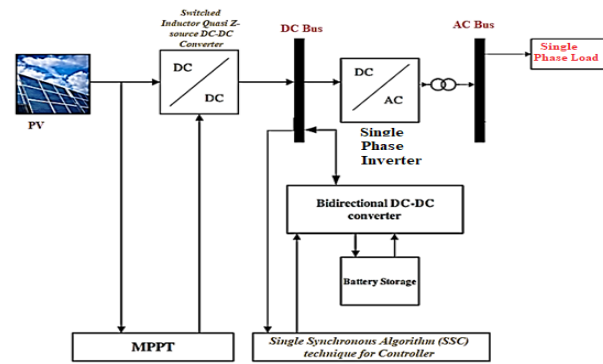 Switched
Inductor Quasi Z-
source DC-DC
Converter
DC Bus
AC Bus
Single
Phase Load
DC
DC
DC
AC
PV
Single
Phase
Inverter
Bidirectional DC-DC
converter
Battery Storage
MPPT
Single Synchronous Algorithm (SSC)
technique for Controller